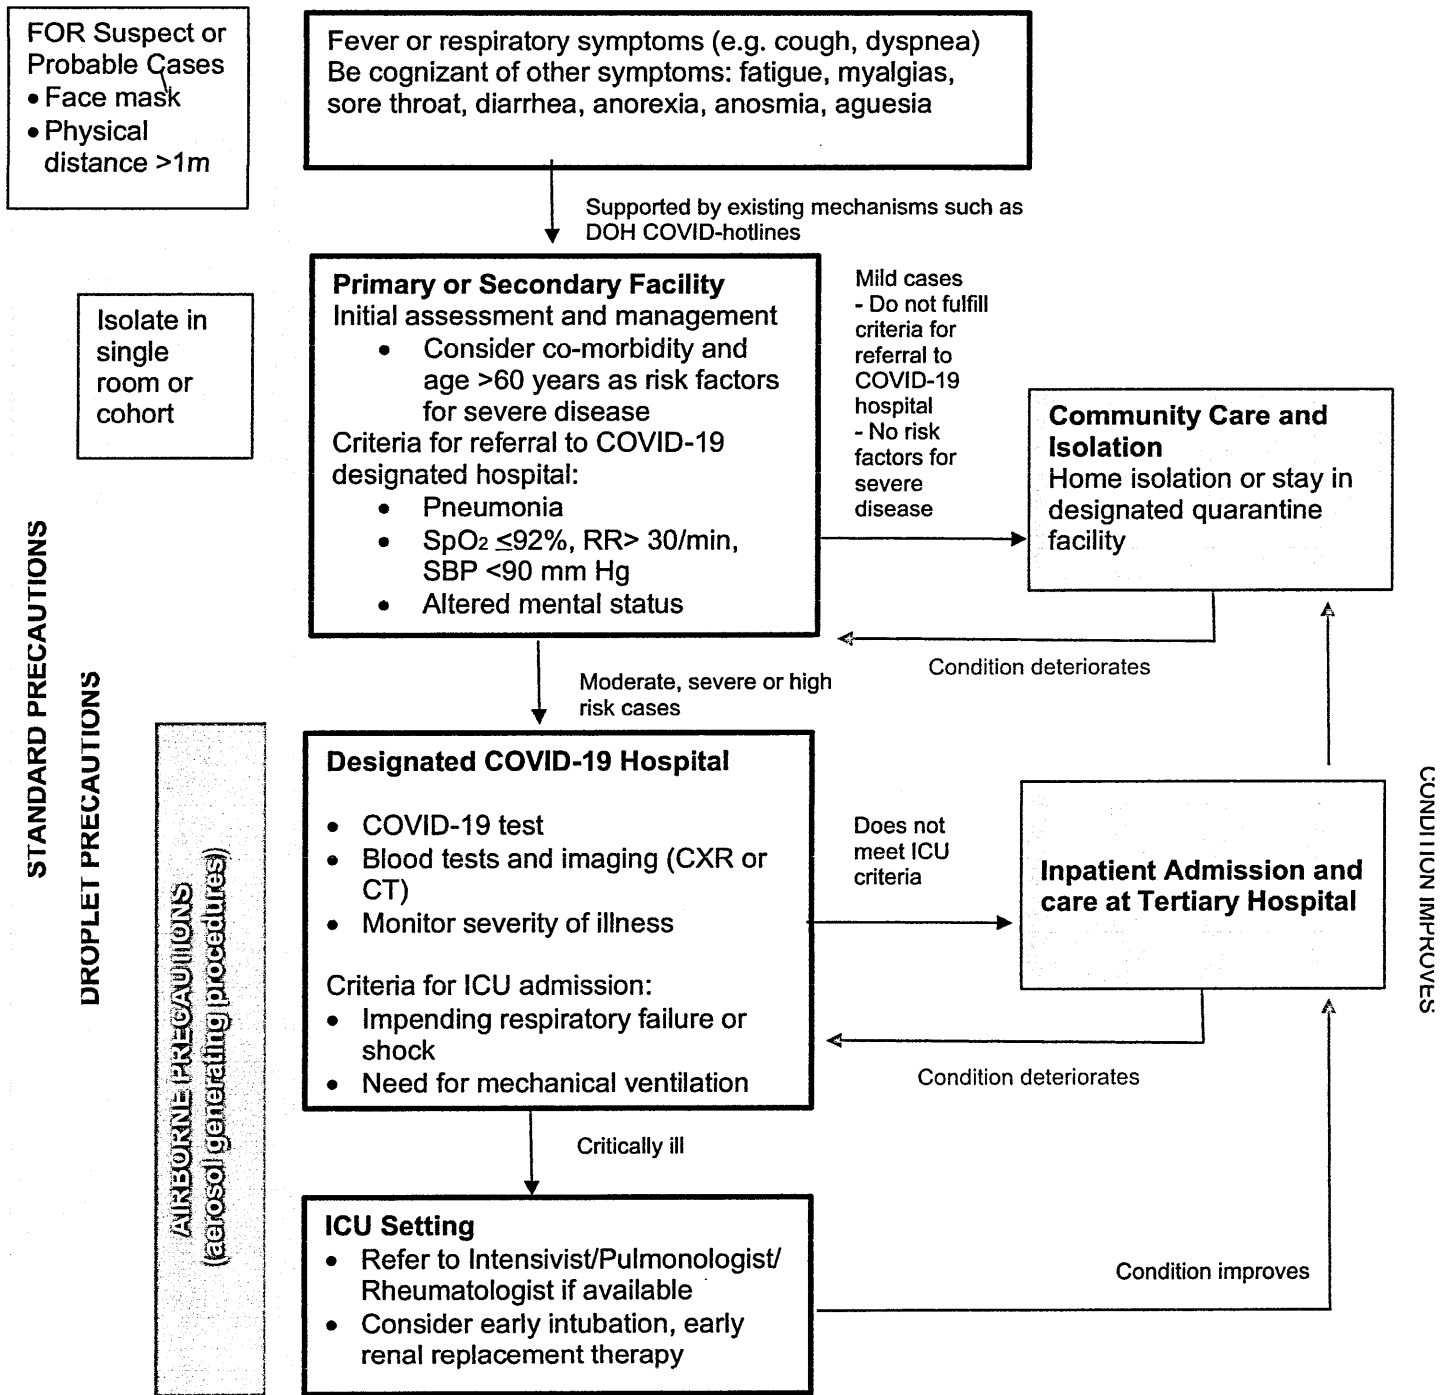 FOR Suspect or
Probable Cases
• Face mask
• Physical
distance >1m
Fever or respiratory symptoms (e.g. cough, dyspnea)
Be cognizant of other symptoms: fatigue, myalgias,
sore throat, diarrhea, anorexia, anosmia, aguesia
Supported by existing mechanisms such as
DOH COVID-hotlines
Isolate in
single
room or
cohort
Primary or Secondary Facility
Initial assessment and management
• Consider co-morbidity and
age >60 years as risk factors
for severe disease
Criteria for referral to COVID-19
designated hospital:
• Pneumonia
• SpO2 ≤92%, RR> 30/min,
SBP <90 mm Hg
• Altered mental status
Mild cases
- Do not fulfill
criteria for
referral to
COVID-19
hospital
- No risk
factors for
severe
disease
Community Care and
Isolation
Home isolation or stay in
designated quarantine
facility
Condition deteriorates
Moderate, severe or high
risk cases
STANDARD PRECAUTIONS
DROPLET PRECAUTIONS
AIRBORNE PRECAUTIONS
(aerosol generating procedures)
Designated COVID-19 Hospital
• COVID-19 test
• Blood tests and imaging (CXR or
CT)
• Monitor severity of illness
Criteria for ICU admission:
• Impending respiratory failure or
shock
• Need for mechanical ventilation
Does not
meet ICU
criteria
Inpatient Admission and
care at Tertiary Hospital
CONDITION IMPROVES
Condition deteriorates
Critically ill
ICU Setting
• Refer to Intensivist/Pulmonologist/
Rheumatologist if available
• Consider early intubation, early
renal replacement therapy
Condition improves